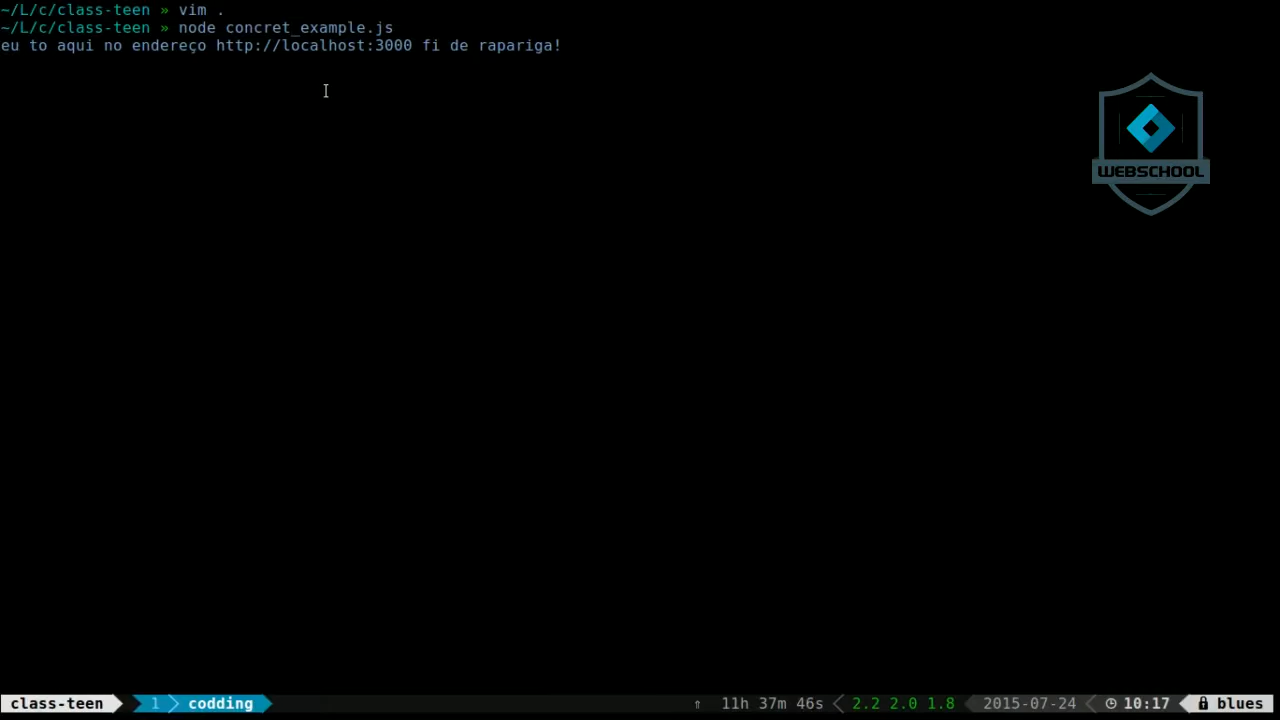 ~/L/c/class-teen » vim .
~/L/c/class-teen » node concret_example.js
eu to aqui no endereço http://localhost:3000 fi de rapariga!
WEBSCHOOL
class-teen 1 codding ↑ 11h 37m 46s 2.2 2.0 1.8 2015-07-24 10:17 blues